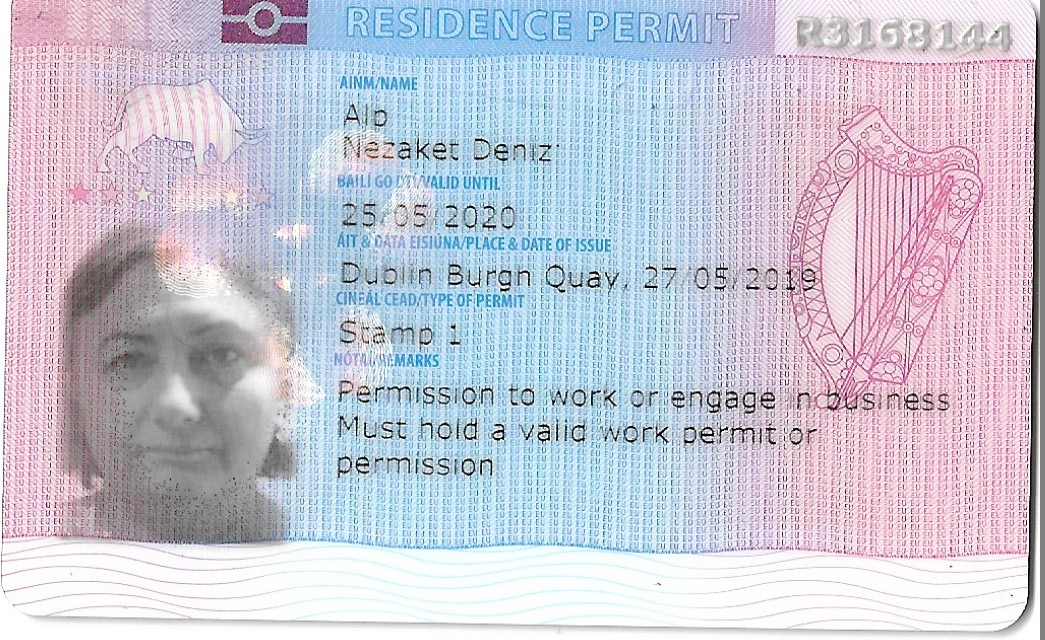 RESIDENCE PERMIT
R3168144
AINM/NAME
Alp
Nezaket Deniz
BAILÍ GO DTÍ/VALID UNTIL
25/05/2020
ÁIT & DÁTA EISIÚNA/PLACE & DATE OF ISSUE
Dublin Burgh Quay, 27/05/2019
CINEÁL CEAD/TYPE OF PERMIT
Stamp 1
NÓTAÍ/REMARKS
Permission to work or engage in business
Must hold a valid work permit or
permission